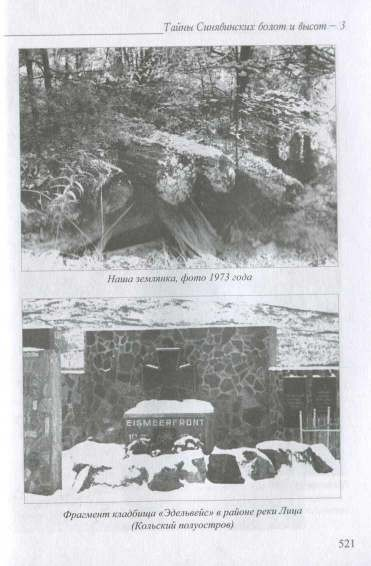 Тайны Синявинских болот и высот – 3
Наша землянка, фото 1973 года
EISMEERFRONT
Фрагмент кладбища «Эдельвейс» в районе реки Лица
(Кольский полуостров)
521